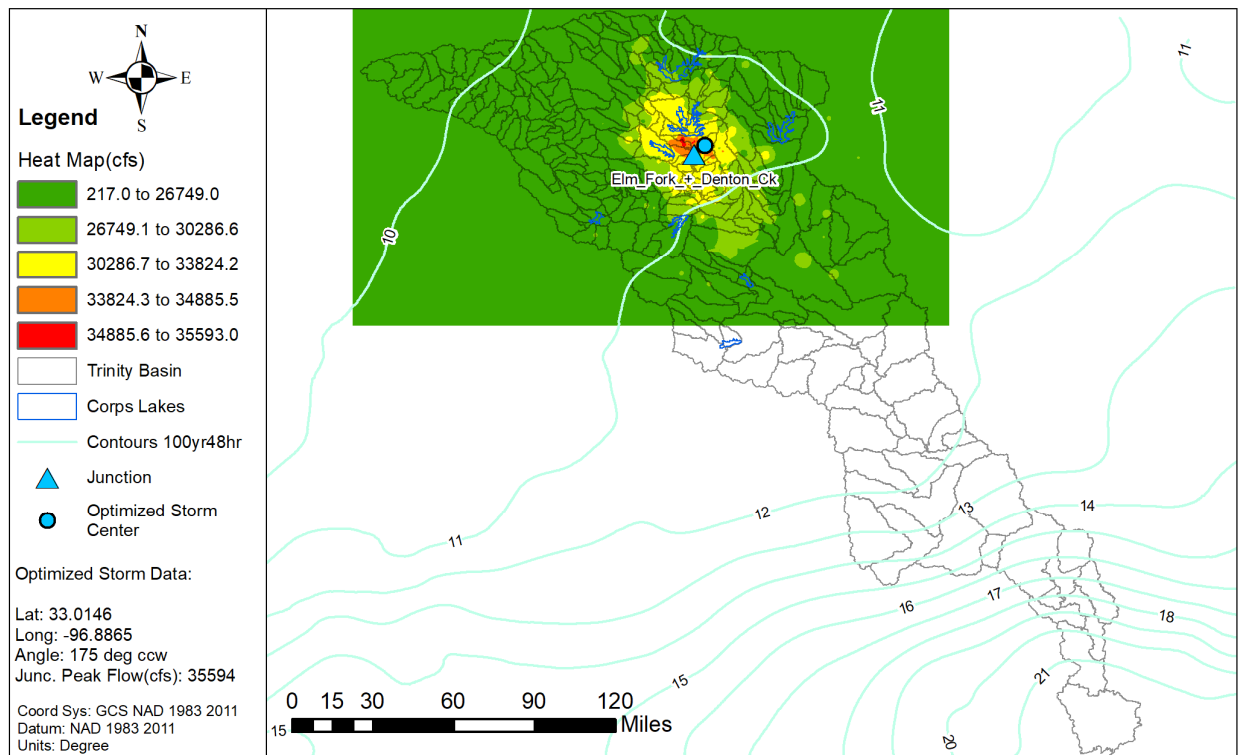 N
W E
S
Legend
Heat Map(cfs)
217.0 to 26749.0
26749.1 to 30286.6
30286.7 to 33824.2
33824.3 to 34885.5
34885.6 to 35593.0
Trinity Basin
Corps Lakes
Contours 100yr48hr
Junction
Optimized Storm
Center
Optimized Storm Data:
Lat: 33.0146
Long: -96.8865
Angle: 175 deg ccw
Junc. Peak Flow(cfs): 35594
Coord Sys: GCS NAD 1983 2011
Datum: NAD 1983 2011
Units: Degree
11
11
Elm_Fork_+_Denton_Ck
10
12
13
14
11
16
17
18
15
21
20
15
0 15 30 60 90 120
Miles